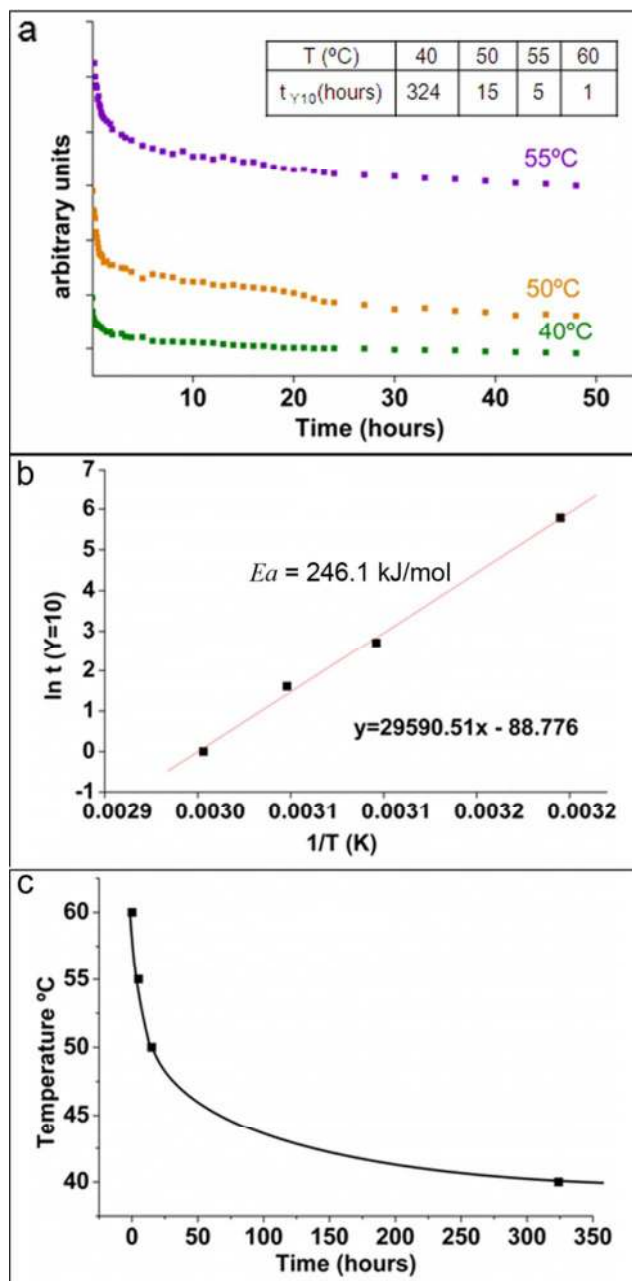 a
T (ºC) 40 50 55 60
t Y10(hours) 324 15 5 1
55ºC
50ºC
40ºC
arbitrary units
10 20 30 40 50
Time (hours)
b
7
6
5
4
3
2
1
0
-1
ln t (Y=10)
Ea = 246.1 kJ/mol
y=29590.51x - 88.776
0.0029 0.0030 0.0031 0.0031 0.0032 0.0032
1/T (K)
c
60
55
50
45
40
Temperature ºC
0 50 100 150 200 250 300 350
Time (hours)